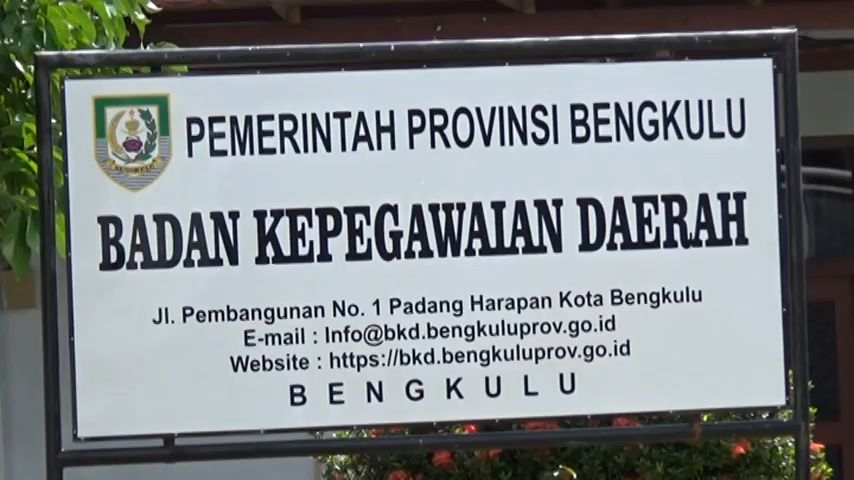 PEMERINTAH PROVINSI BENGKULU
BADAN KEPEGAWAIAN DAERAH
Jl. Pembangunan No. 1 Padang Harapan Kota Bengkulu
E-mail : Info@bkd.bengkuluprov.go.id
Website : https://bkd.bengkuluprov.go.id
BENGKULU